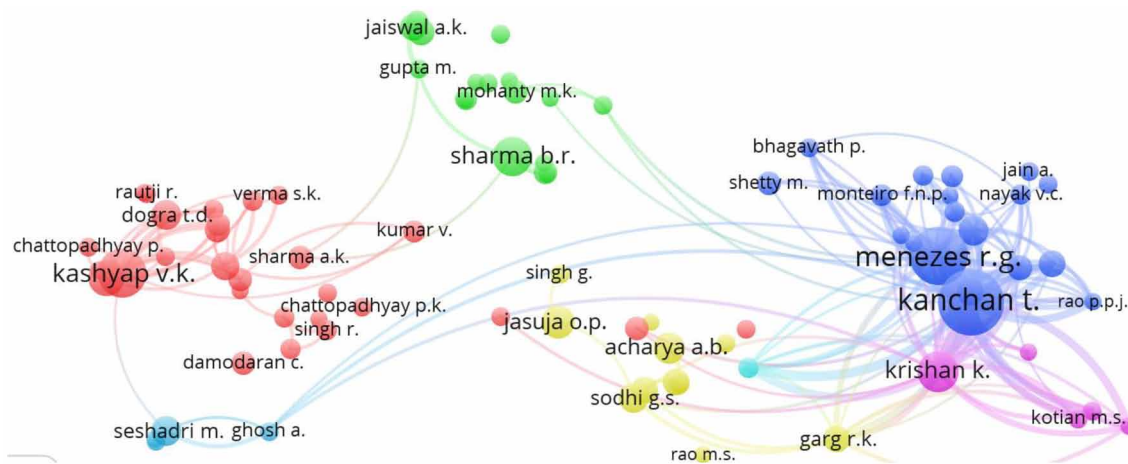 jaiswal a.k.
gupta m.
mohanty m.k.
sharma b.r.
bhagavath p.
shetty m.
monteiro f.n.p.
jain a.
nayak v.c.
rautji r.
verma s.k.
dogra t.d.
chattopadhyay p.
kashyap v.k.
sharma a.k.
kumar v.
menezes r.g.
kanchan t.
rao p.p.j.
singh g.
chattopadhyay p.k.
singh r.
jasuja o.p.
acharya a.b.
damodaran c.
krishan k.
sodhi g.s.
kotian m.s.
seshadri m.
ghosh a.
garg r.k.
rao m.s.